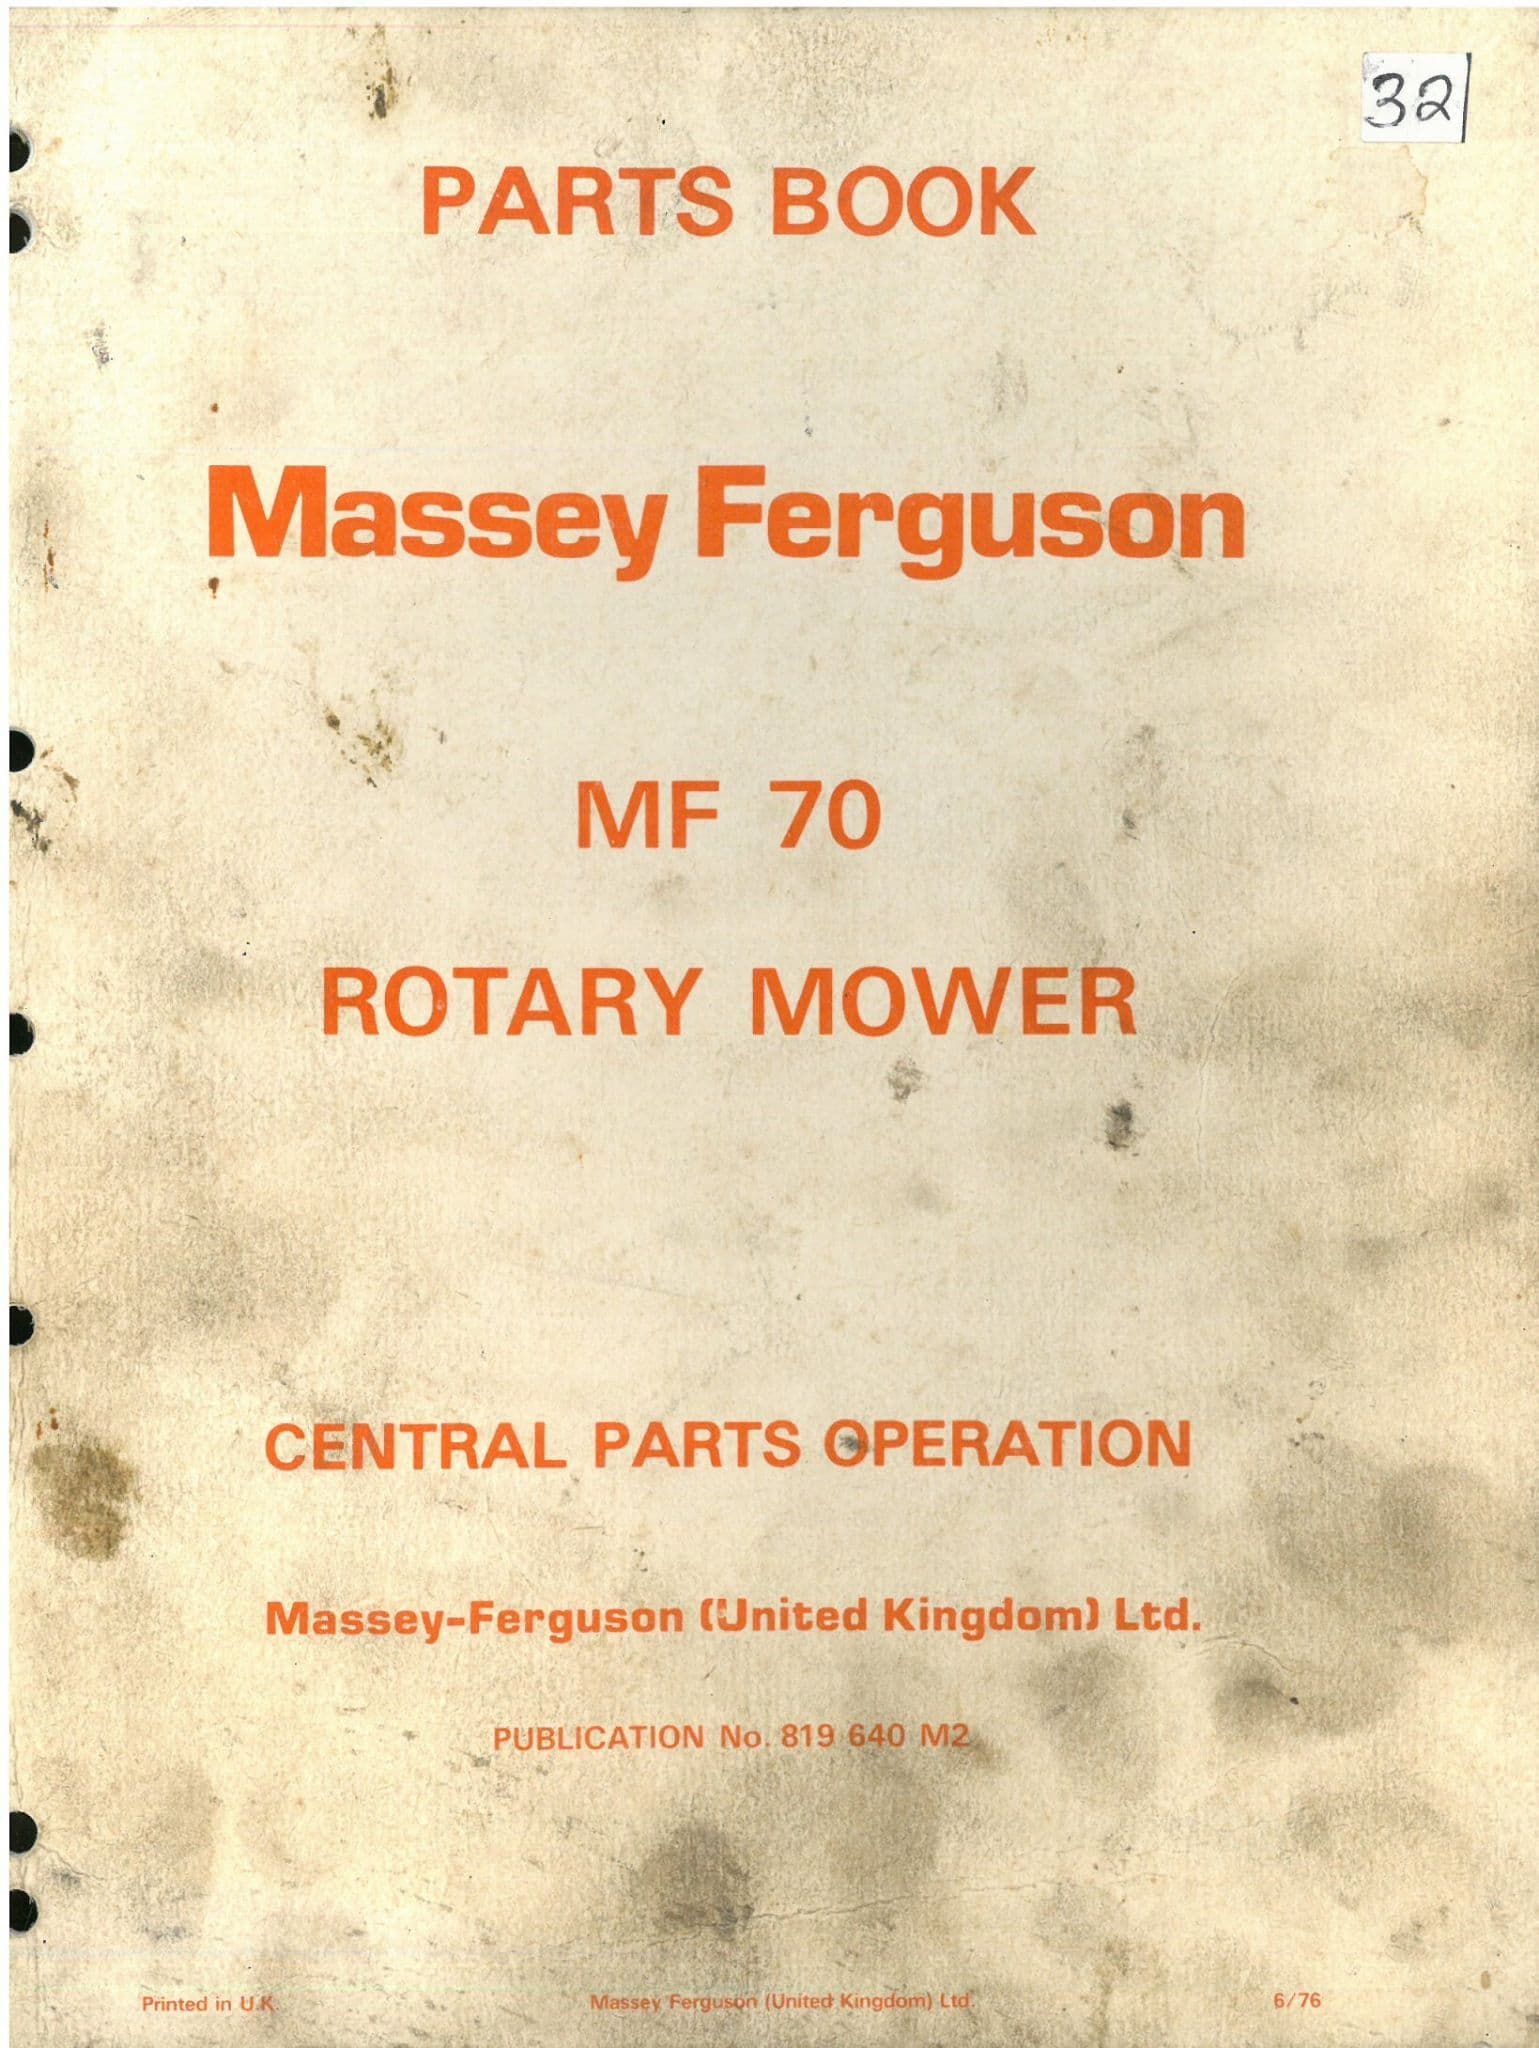 32
PARTS BOOK
Massey Ferguson
MF 70
ROTARY MOWER
CENTRAL PARTS OPERATION
Massey-Ferguson (United Kingdom) Ltd.
PUBLICATION No. 819 640 M2
Printed in U.K. Massey Ferguson (United Kingdom) Ltd. 6/76